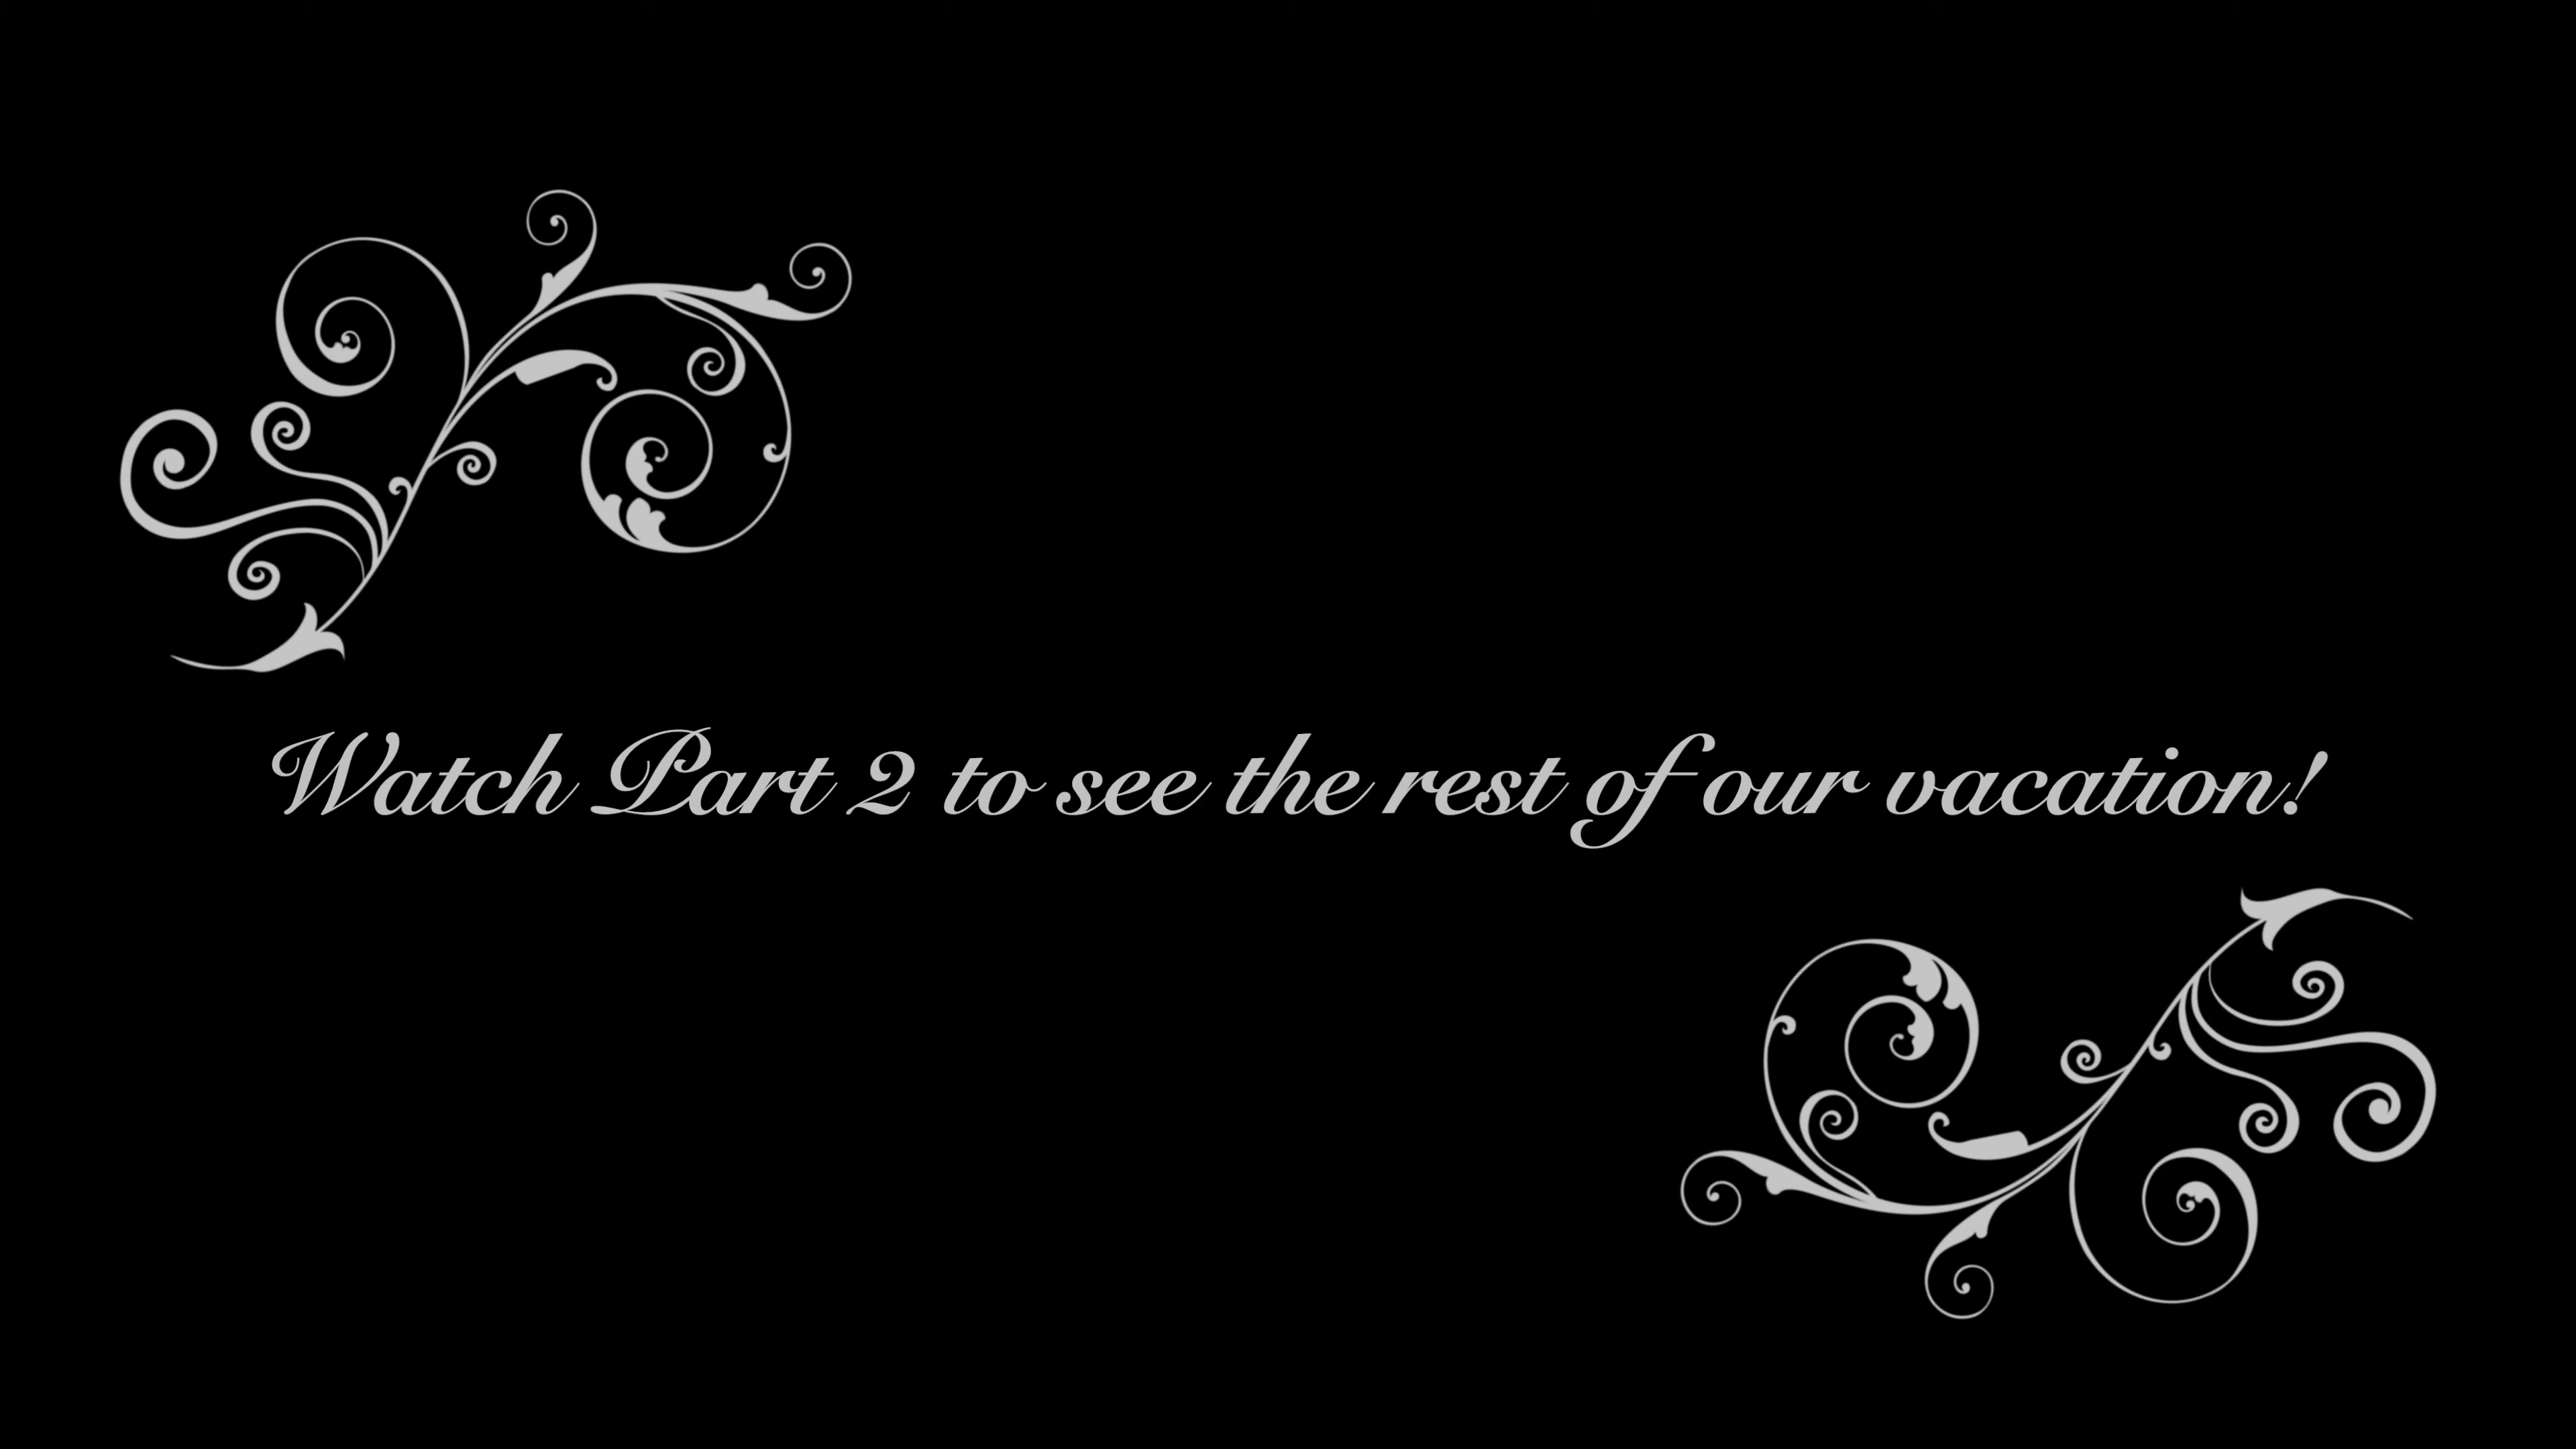 Watch Part 2 to see the rest of our vacation!